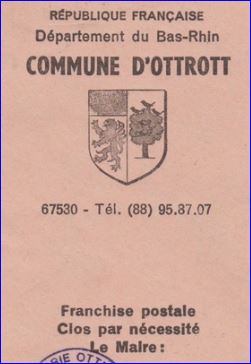 RÉPUBLIQUE FRANÇAISE
Département du Bas-Rhin
COMMUNE D'OTTROTT
67530 - Tél. (88) 95.87.07
Franchise postale
Clos par nécessité
Le Maire :